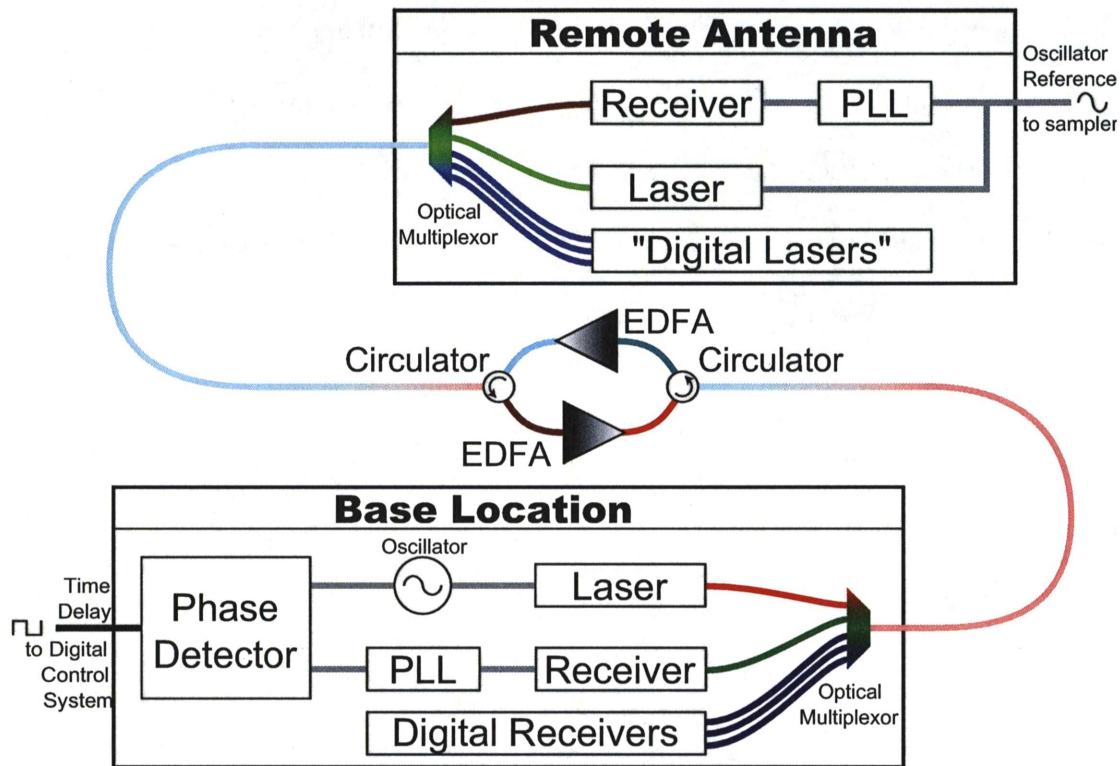 Remote Antenna
Receiver
PLL
Oscillator
Reference
to sampler
Laser
"Digital Lasers"
Optical
Multiplexor
EDFA
Circulator
Circulator
EDFA
Base Location
Oscillator
Time
Delay
to Digital
Control
System
Phase
Detector
Laser
PLL
Receiver
Digital Receivers
Optical
Multiplexor